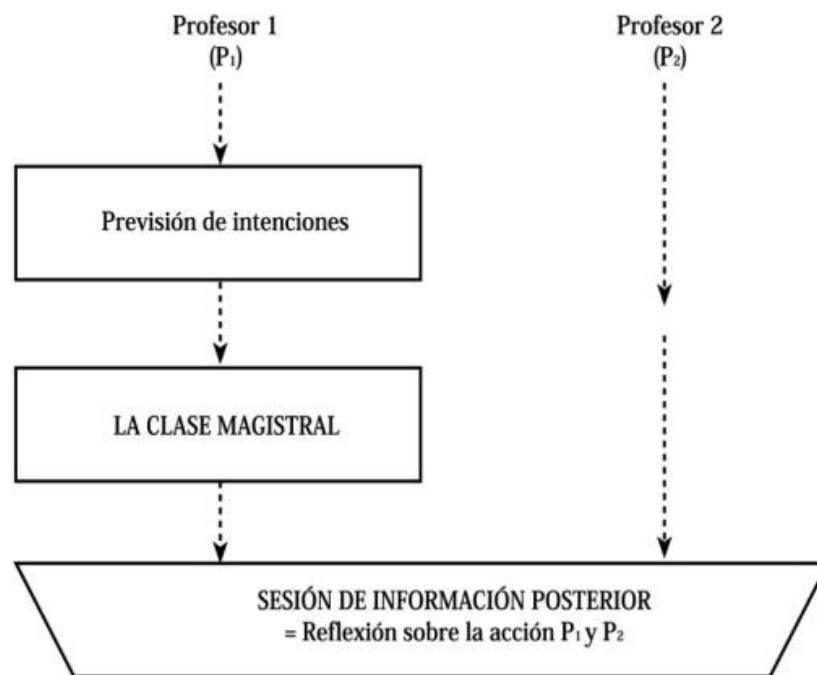 Profesor 1
(P₁)
Profesor 2
(P₂)
Previsión de intenciones
LA CLASE MAGISTRAL
SESIÓN DE INFORMACIÓN POSTERIOR
= Reflexión sobre la acción P₁ y P₂